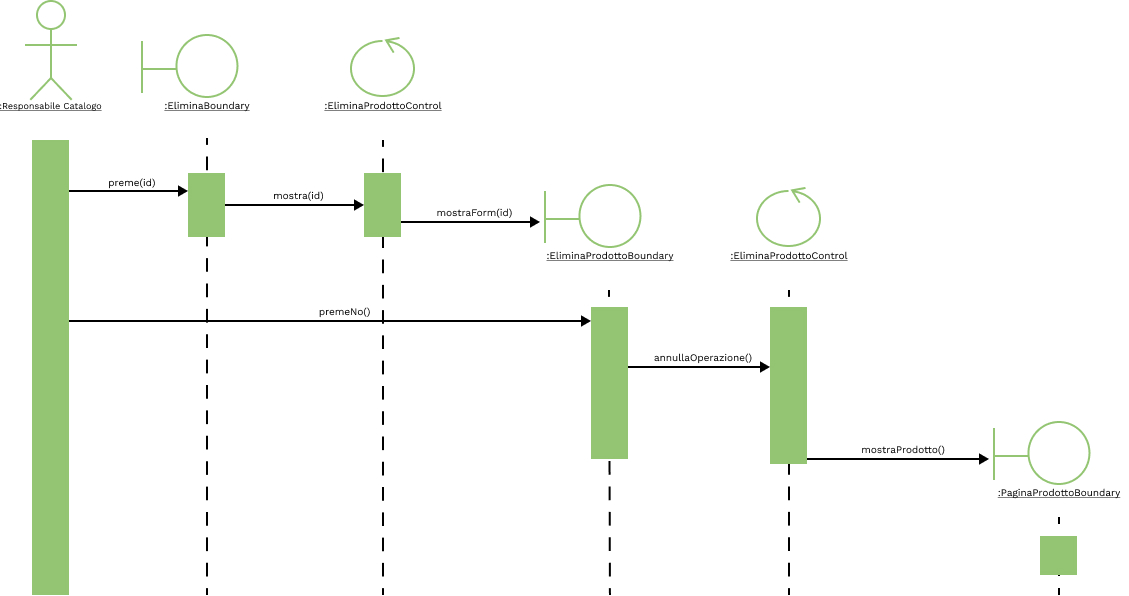 :Responsabile Catalogo
:EliminaBoundary
:EliminaProdottoControl
preme(id)
mostra(id)
mostraForm(id)
:EliminaProdottoBoundary
:EliminaProdottoControl
premeNo()
annullaOperazione()
mostraProdotto()
:PaginaProdottoBoundary